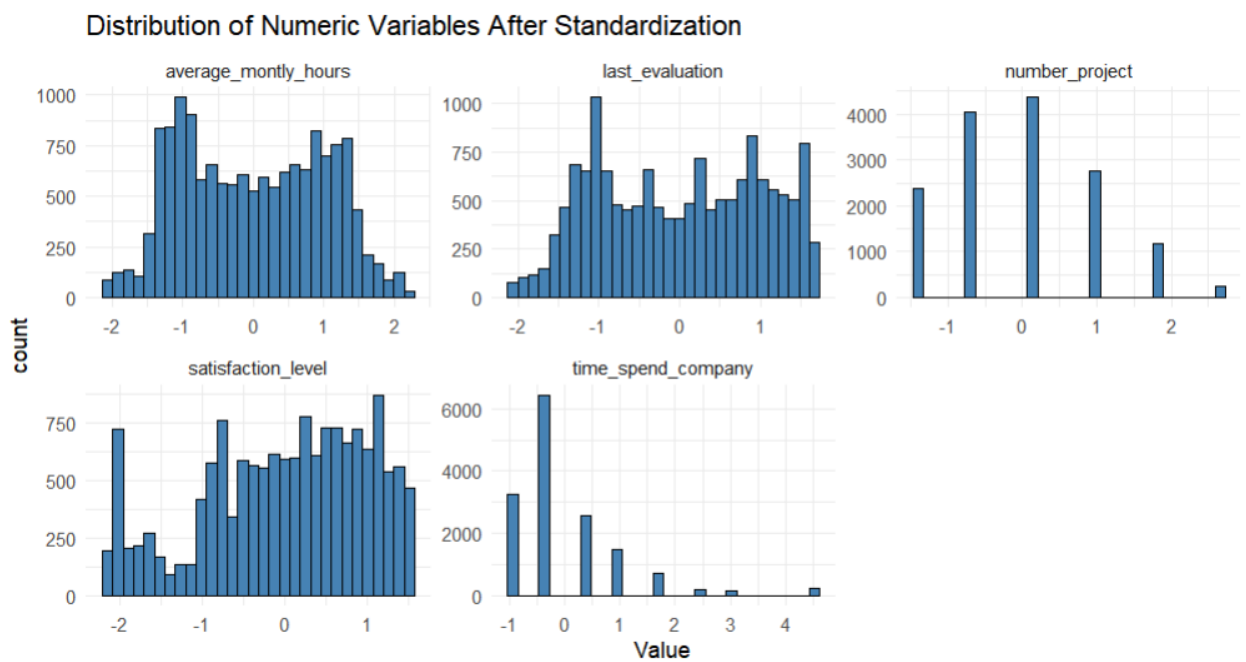 Distribution of Numeric Variables After Standardization
average_montly_hours
last_evaluation
number_project
1000
750
500
250
0
-2 -1 0 1 2
1000
750
500
250
0
-2 -1 0 1
4000
3000
2000
1000
0
-1 0 1 2
count
satisfaction_level
time_spend_company
750
500
250
0
-2 -1 0 1
6000
4000
2000
0
-1 0 1 2 3 4
Value